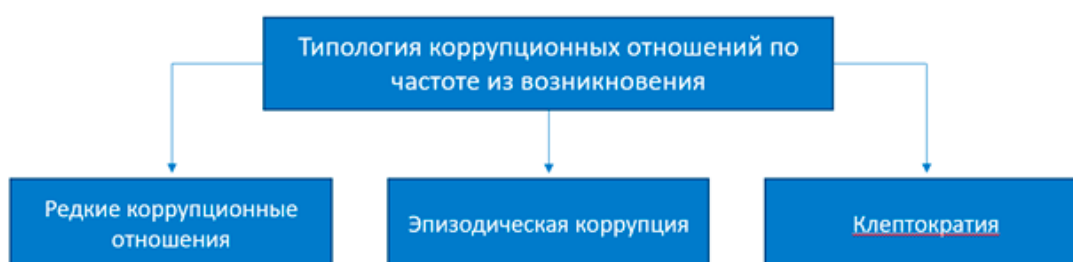 Типология коррупционных отношений по
частоте из возникновения
Редкие коррупционные
отношения
Эпизодическая коррупция
Клептократия